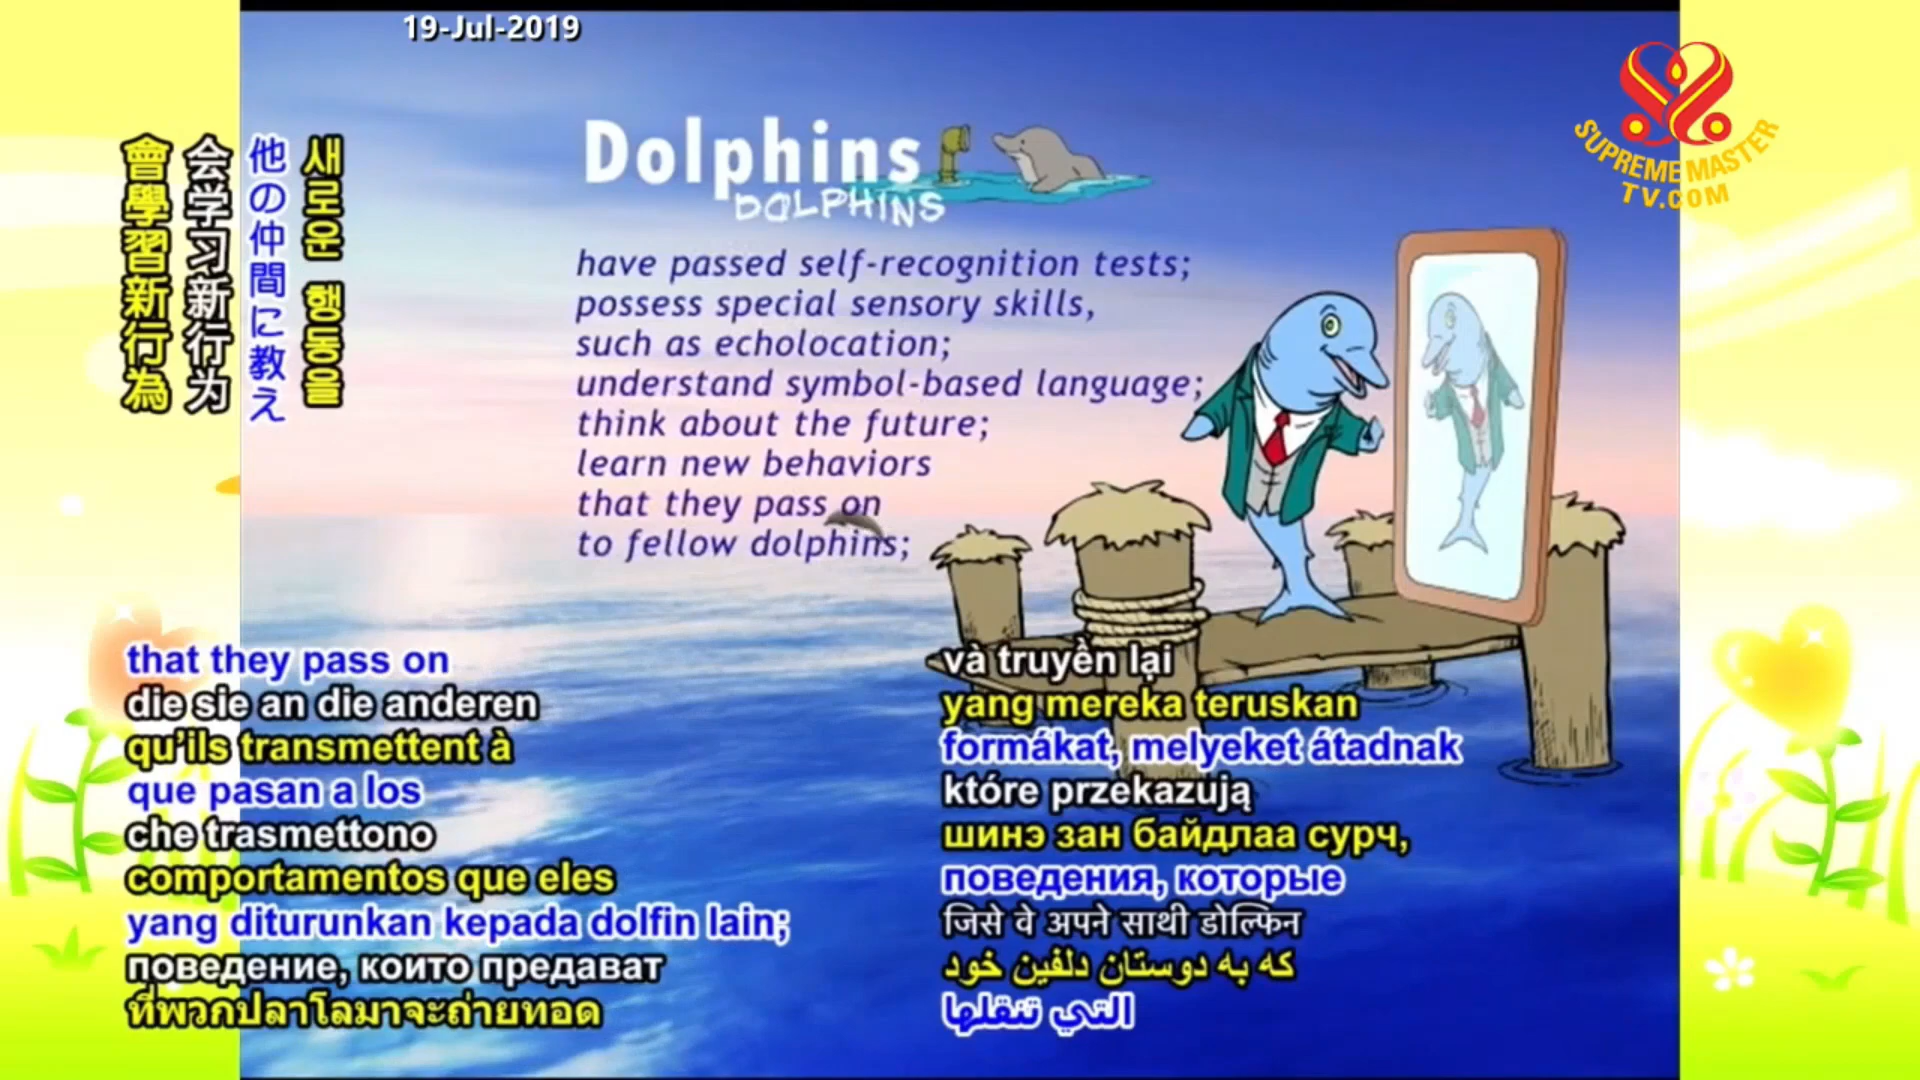 19-Jul-2019
SUPREME MASTER
TV.COM
會學習新行為
会学习新行为
他の仲間に教え
새로운 행동을
Dolphins
DOLPHINS
have passed self-recognition tests;
possess special sensory skills,
such as echolocation;
understand symbol-based language;
think about the future;
learn new behaviors
that they pass on
to fellow dolphins;
that they pass on
die sie an die anderen
qu’ils transmettent à
que pasan a los
che trasmettono
comportamentos que eles
yang diturunkan kepada dolfin lain;
поведение, които предават
ที่พวกปลาโลมาจะถ่ายทอด
và truyền lại
yang mereka teruskan
formákat, melyeket átadnak
które przekazują
шинэ зан байдлаа сурч,
поведения, которые
जिसे वे अपने साथी डोल्फिन
که به دوستان دلفین خود
التي تنقلها